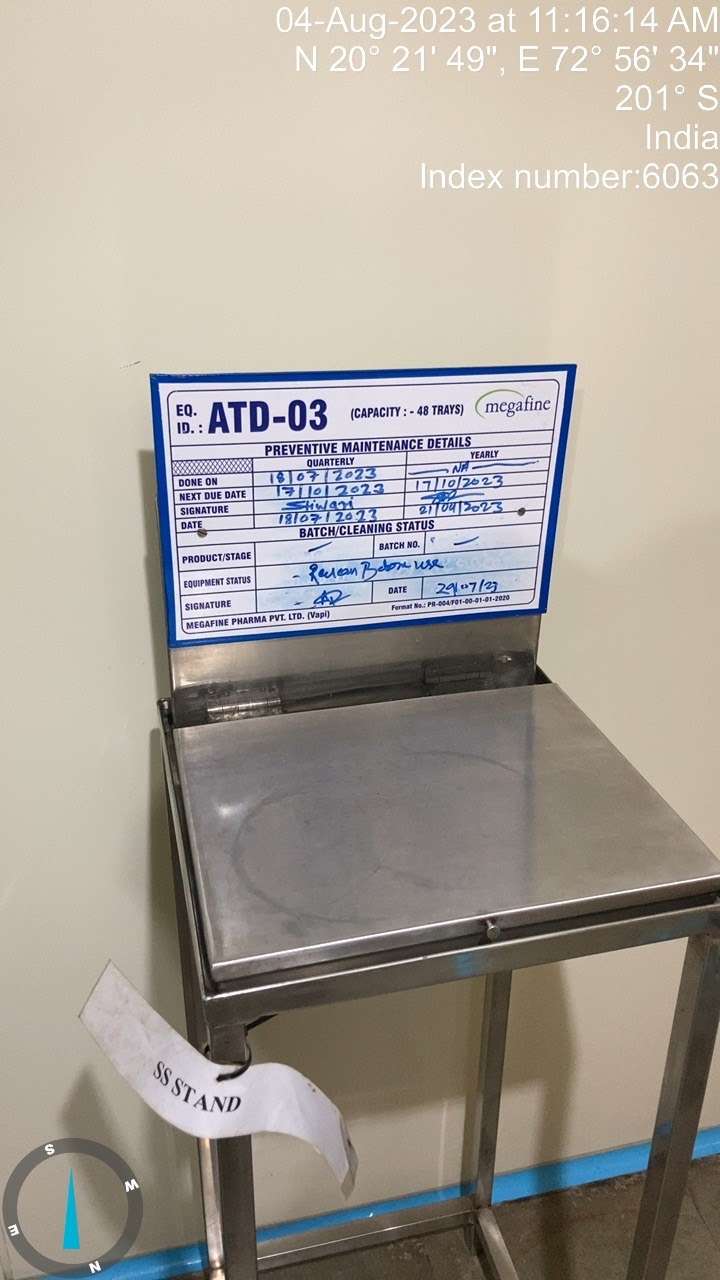 04-Aug-2023 at 11:16:14 AM
N 20° 21' 49", E 72° 56' 34"
201° S
India
Index number:6063
EQ. ID. : ATD-03 (CAPACITY : - 48 TRAYS) megafine
PREVENTIVE MAINTENANCE DETAILS
QUARTERLY YEARLY
DONE ON 18/07/2023 NA
NEXT DUE DATE 17/10/2023 17/10/2023
SIGNATURE Stiwari
DATE 18/07/2023 21/04/2023
BATCH/CLEANING STATUS
PRODUCT/STAGE - BATCH NO. -
EQUIPMENT STATUS - Before use
SIGNATURE - DATE 29/07/23
MEGAFINE PHARMA PVT. LTD. (Vapi) Format No.: PR-004/F01-00-01-01-2020
SS STAND
S
W
E
N